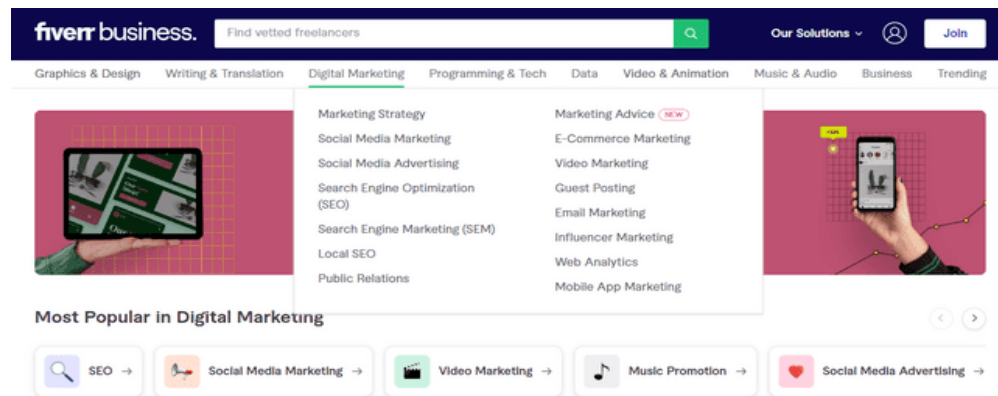 fiverr business.
Find vetted freelancers
Our Solutions
Join
Graphics & Design
Writing & Translation
Digital Marketing
Programming & Tech
Data
Video & Animation
Music & Audio
Business
Trending
Marketing Strategy
Social Media Marketing
Social Media Advertising
Search Engine Optimization
(SEO)
Search Engine Marketing (SEM)
Local SEO
Public Relations
Marketing Advice NEW
E-Commerce Marketing
Video Marketing
Guest Posting
Email Marketing
Influencer Marketing
Web Analytics
Mobile App Marketing
Most Popular in Digital Marketing
SEO →
Social Media Marketing →
Video Marketing →
Music Promotion →
Social Media Advertising →